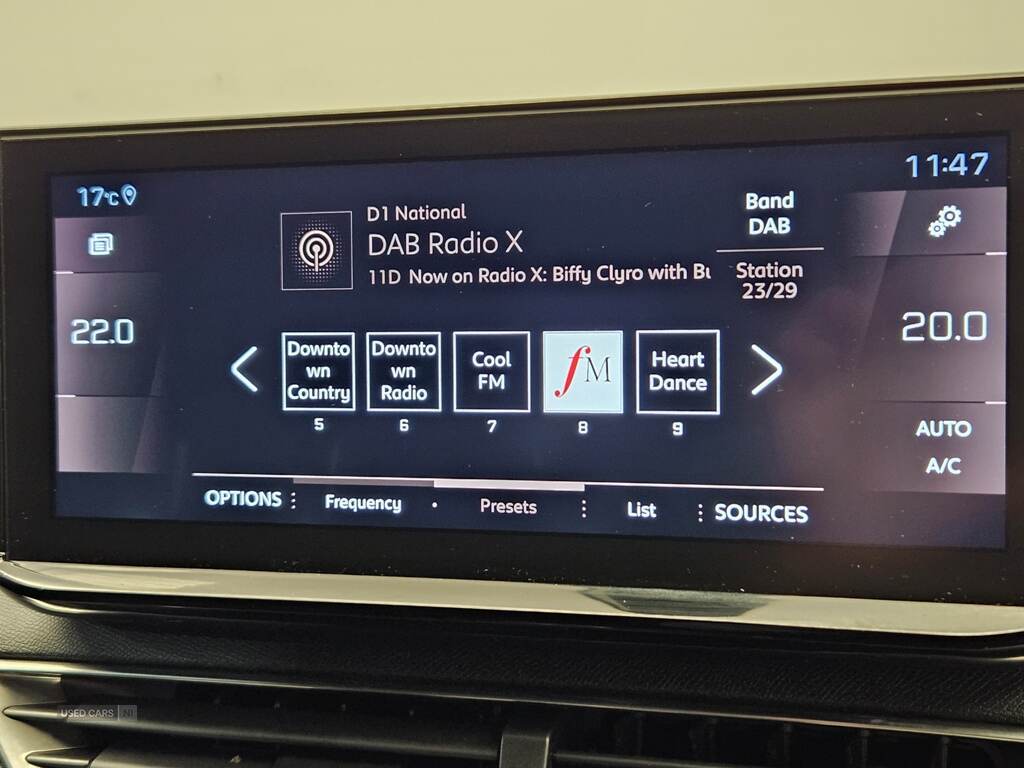 17°C
11:47
D1 National
DAB Radio X
11D Now on Radio X: Biffy Clyro with Bu
Band
DAB
Station
23/29
22.0
20.0
Downto
wn
Country
Downto
wn
Radio
Cool
FM
fM
Heart
Dance
5
6
7
8
9
AUTO
A/C
OPTIONS
Frequency
Presets
List
SOURCES
USED CARS NI